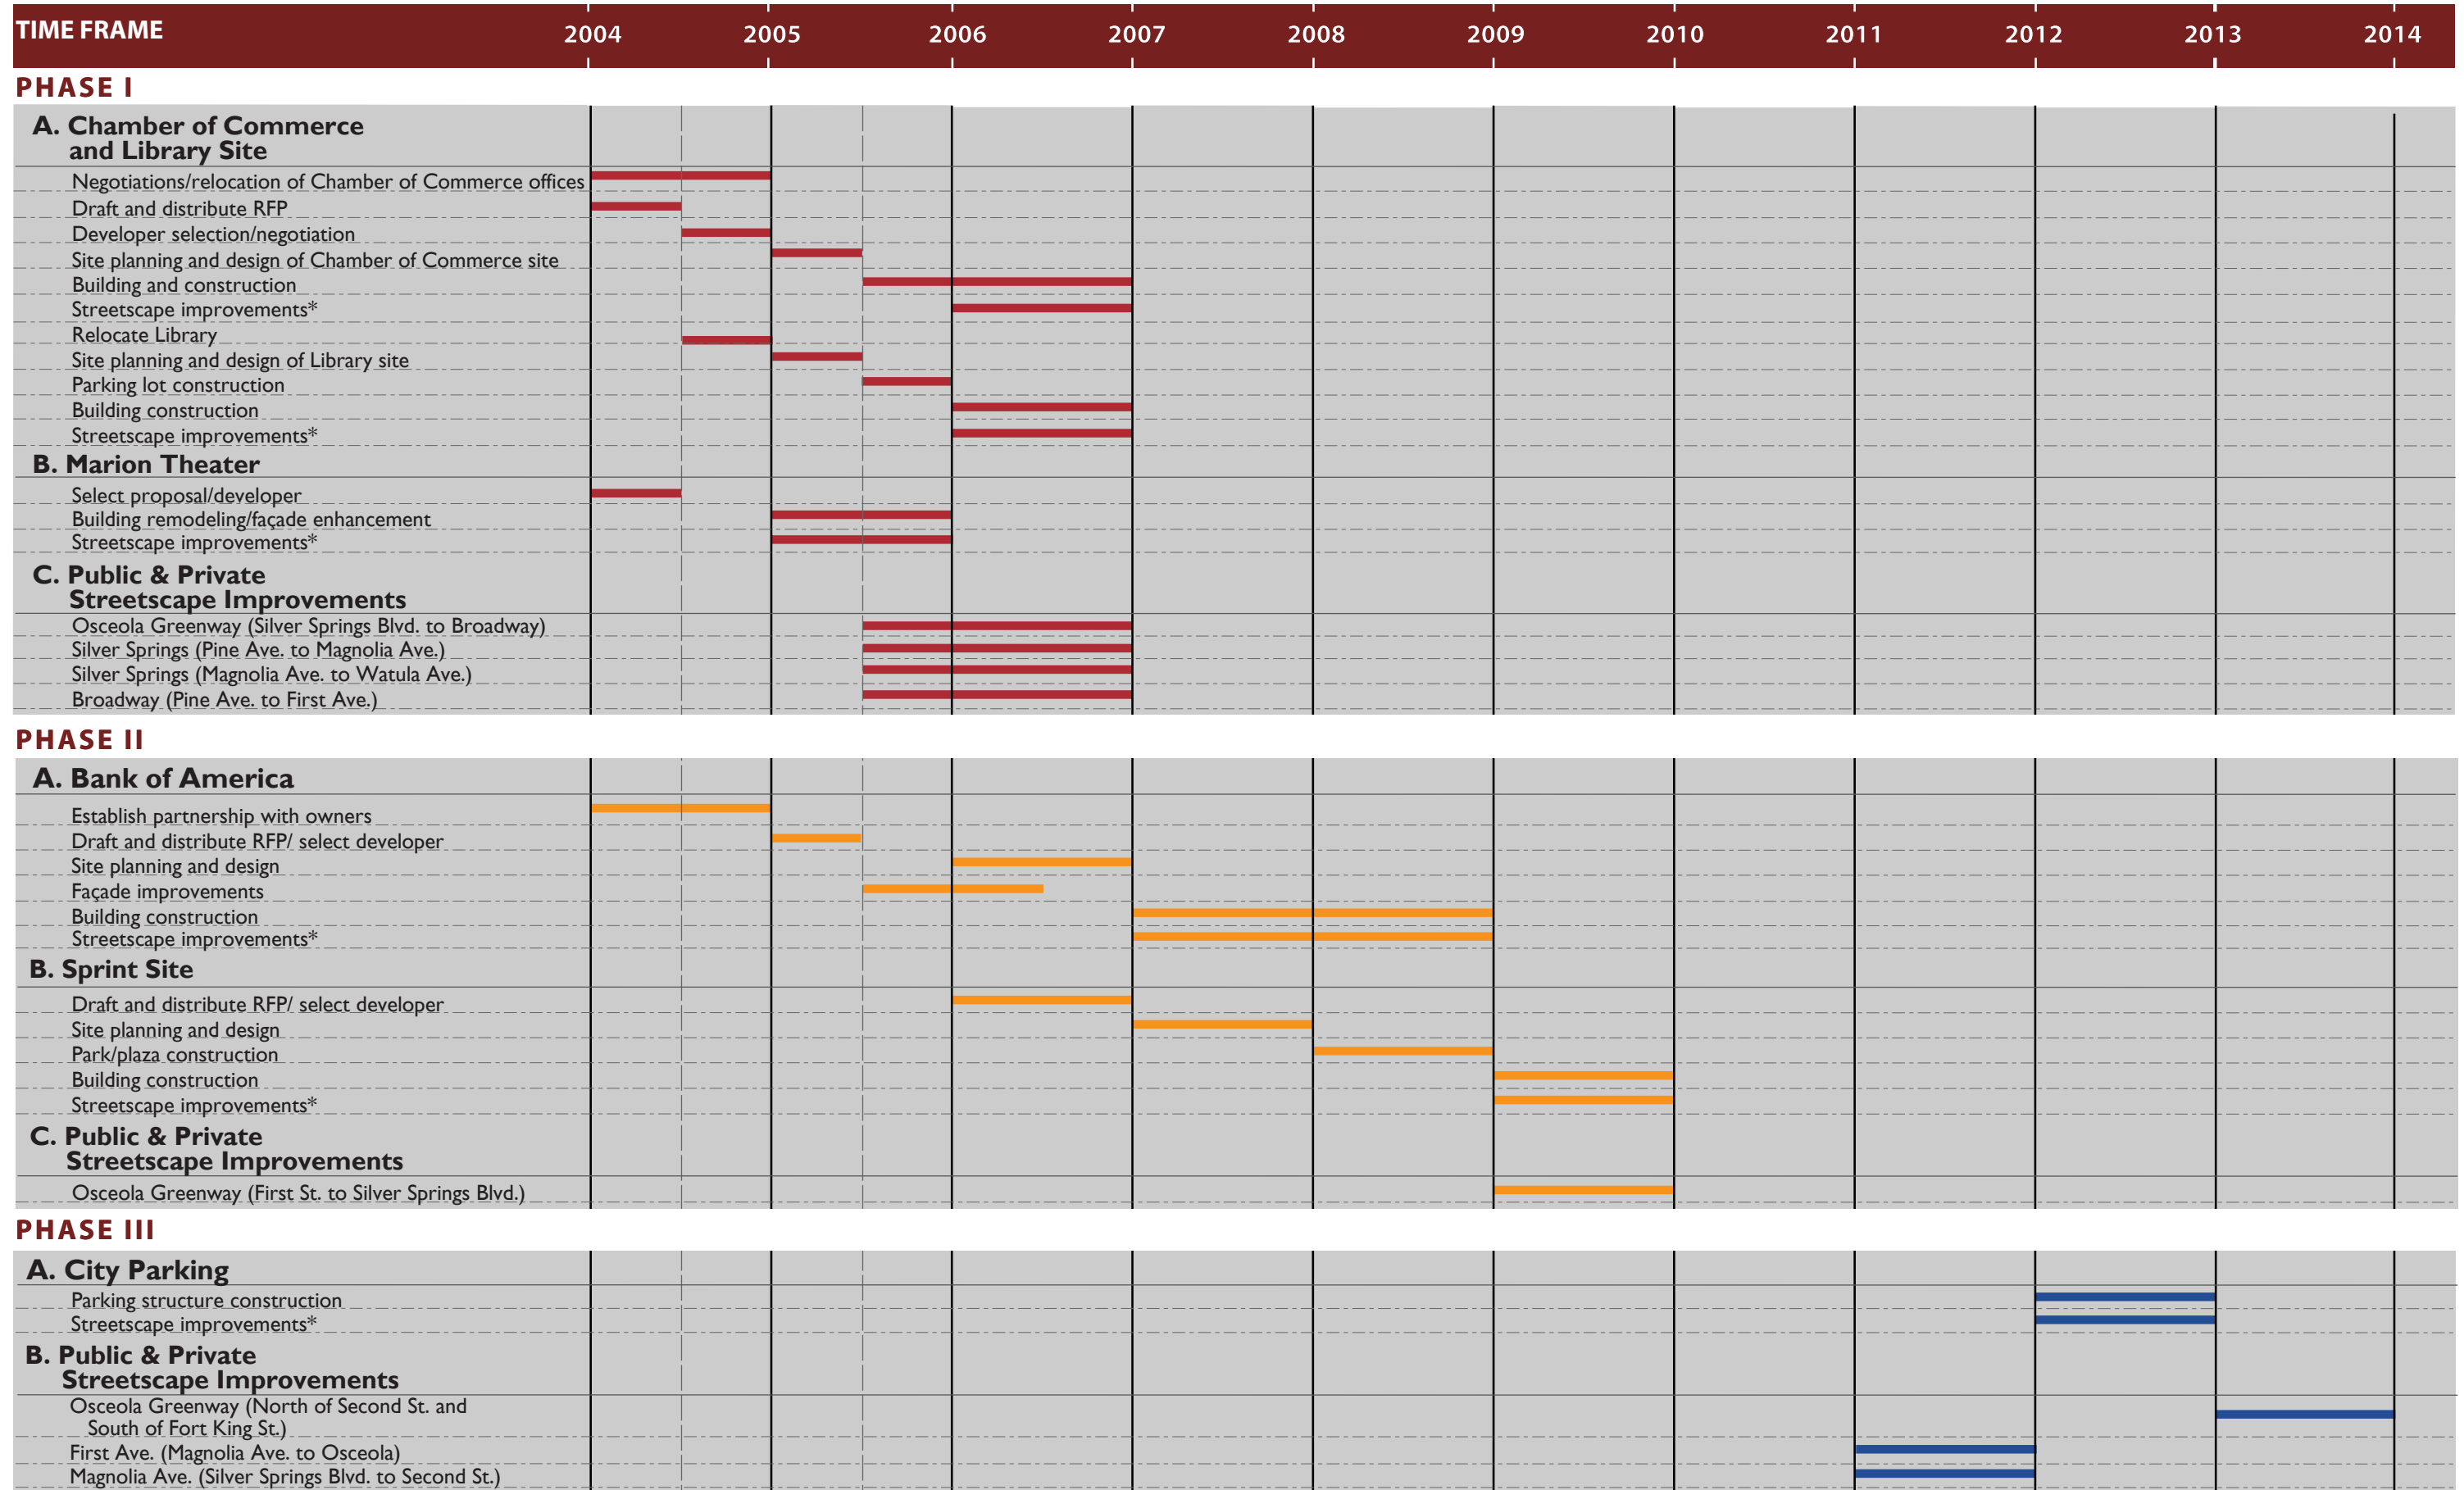 TIME FRAME 2004 2005 2006 2007 2008 2009 2010 2011 2012 2013 2014
PHASE I
A. Chamber of Commerce
and Library Site
Negotiations/relocation of Chamber of Commerce offices
Draft and distribute RFP
Developer selection/negotiation
Site planning and design of Chamber of Commerce site
Building and construction
Streetscape improvements*
Relocate Library
Site planning and design of Library site
Parking lot construction
Building construction
Streetscape improvements*
B. Marion Theater
Select proposal/developer
Building remodeling/façade enhancement
Streetscape improvements*
C. Public & Private
Streetscape Improvements
Osceola Greenway (Silver Springs Blvd. to Broadway)
Silver Springs (Pine Ave. to Magnolia Ave.)
Silver Springs (Magnolia Ave. to Watula Ave.)
Broadway (Pine Ave. to First Ave.)
PHASE II
A. Bank of America
Establish partnership with owners
Draft and distribute RFP/ select developer
Site planning and design
Façade improvements
Building construction
Streetscape improvements*
B. Sprint Site
Draft and distribute RFP/ select developer
Site planning and design
Park/plaza construction
Building construction
Streetscape improvements*
C. Public & Private
Streetscape Improvements
Osceola Greenway (First St. to Silver Springs Blvd.)
PHASE III
A. City Parking
Parking structure construction
Streetscape improvements*
B. Public & Private
Streetscape Improvements
Osceola Greenway (North of Second St. and
South of Fort King St.)
First Ave. (Magnolia Ave. to Osceola)
Magnolia Ave. (Silver Springs Blvd. to Second St.)